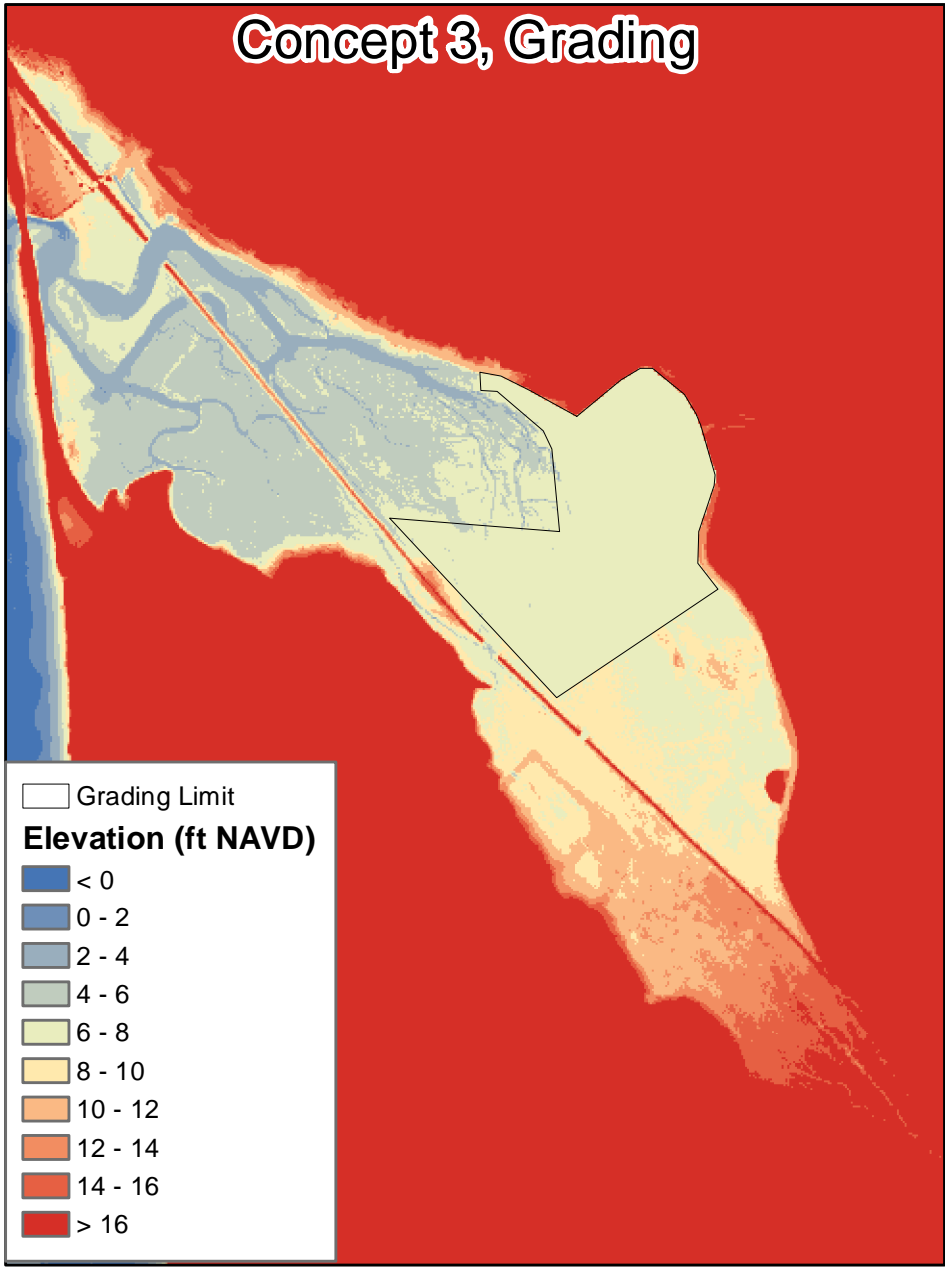 Concept 3, Grading
Grading Limit
Elevation (ft NAVD)
< 0
0 - 2
2 - 4
4 - 6
6 - 8
8 - 10
10 - 12
12 - 14
14 - 16
> 16